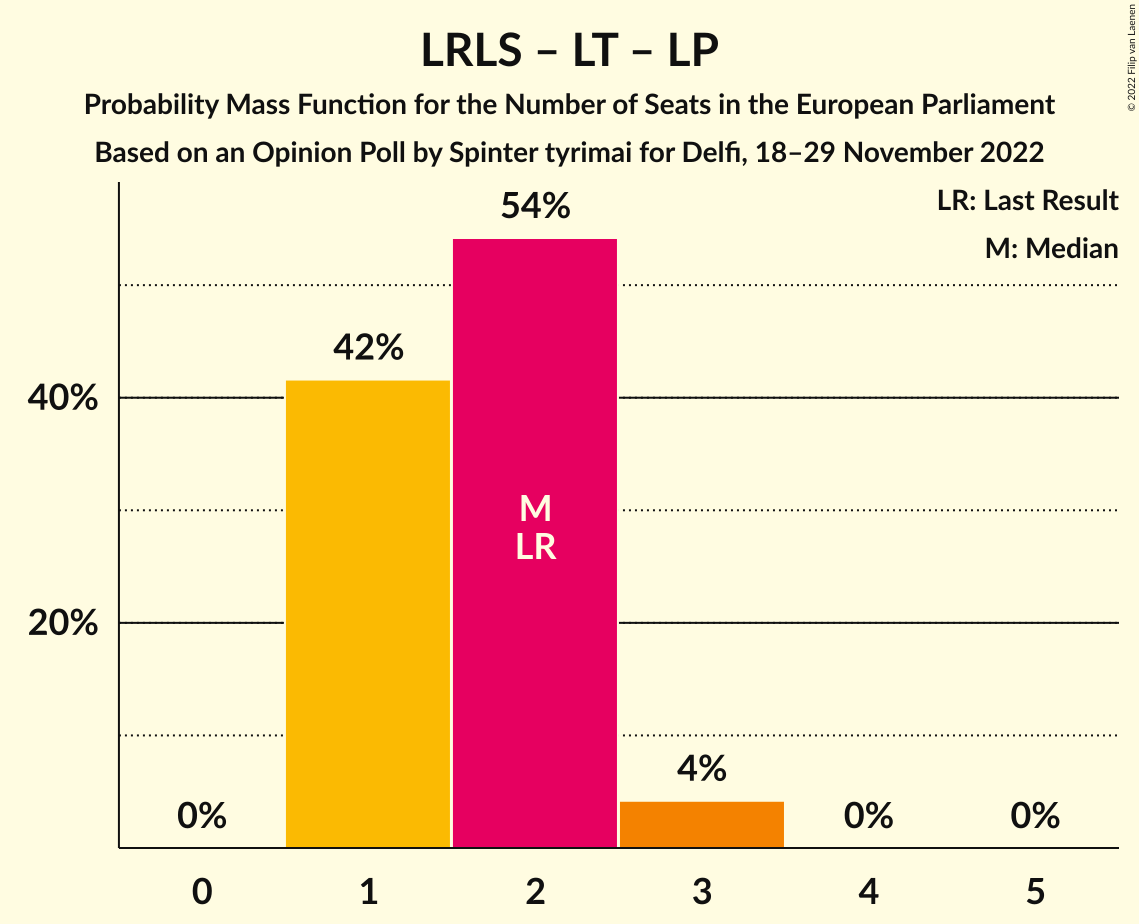 LRLS – LT – LP
Probability Mass Function for the Number of Seats in the European Parliament
Based on an Opinion Poll by Spinter tyrimai for Delfi, 18–29 November 2022
© 2022 Filip van Laenen
LR: Last Result
M: Median
54%
42%
40%
M
LR
20%
4%
0%
0%
0%
0
1
2
3
4
5